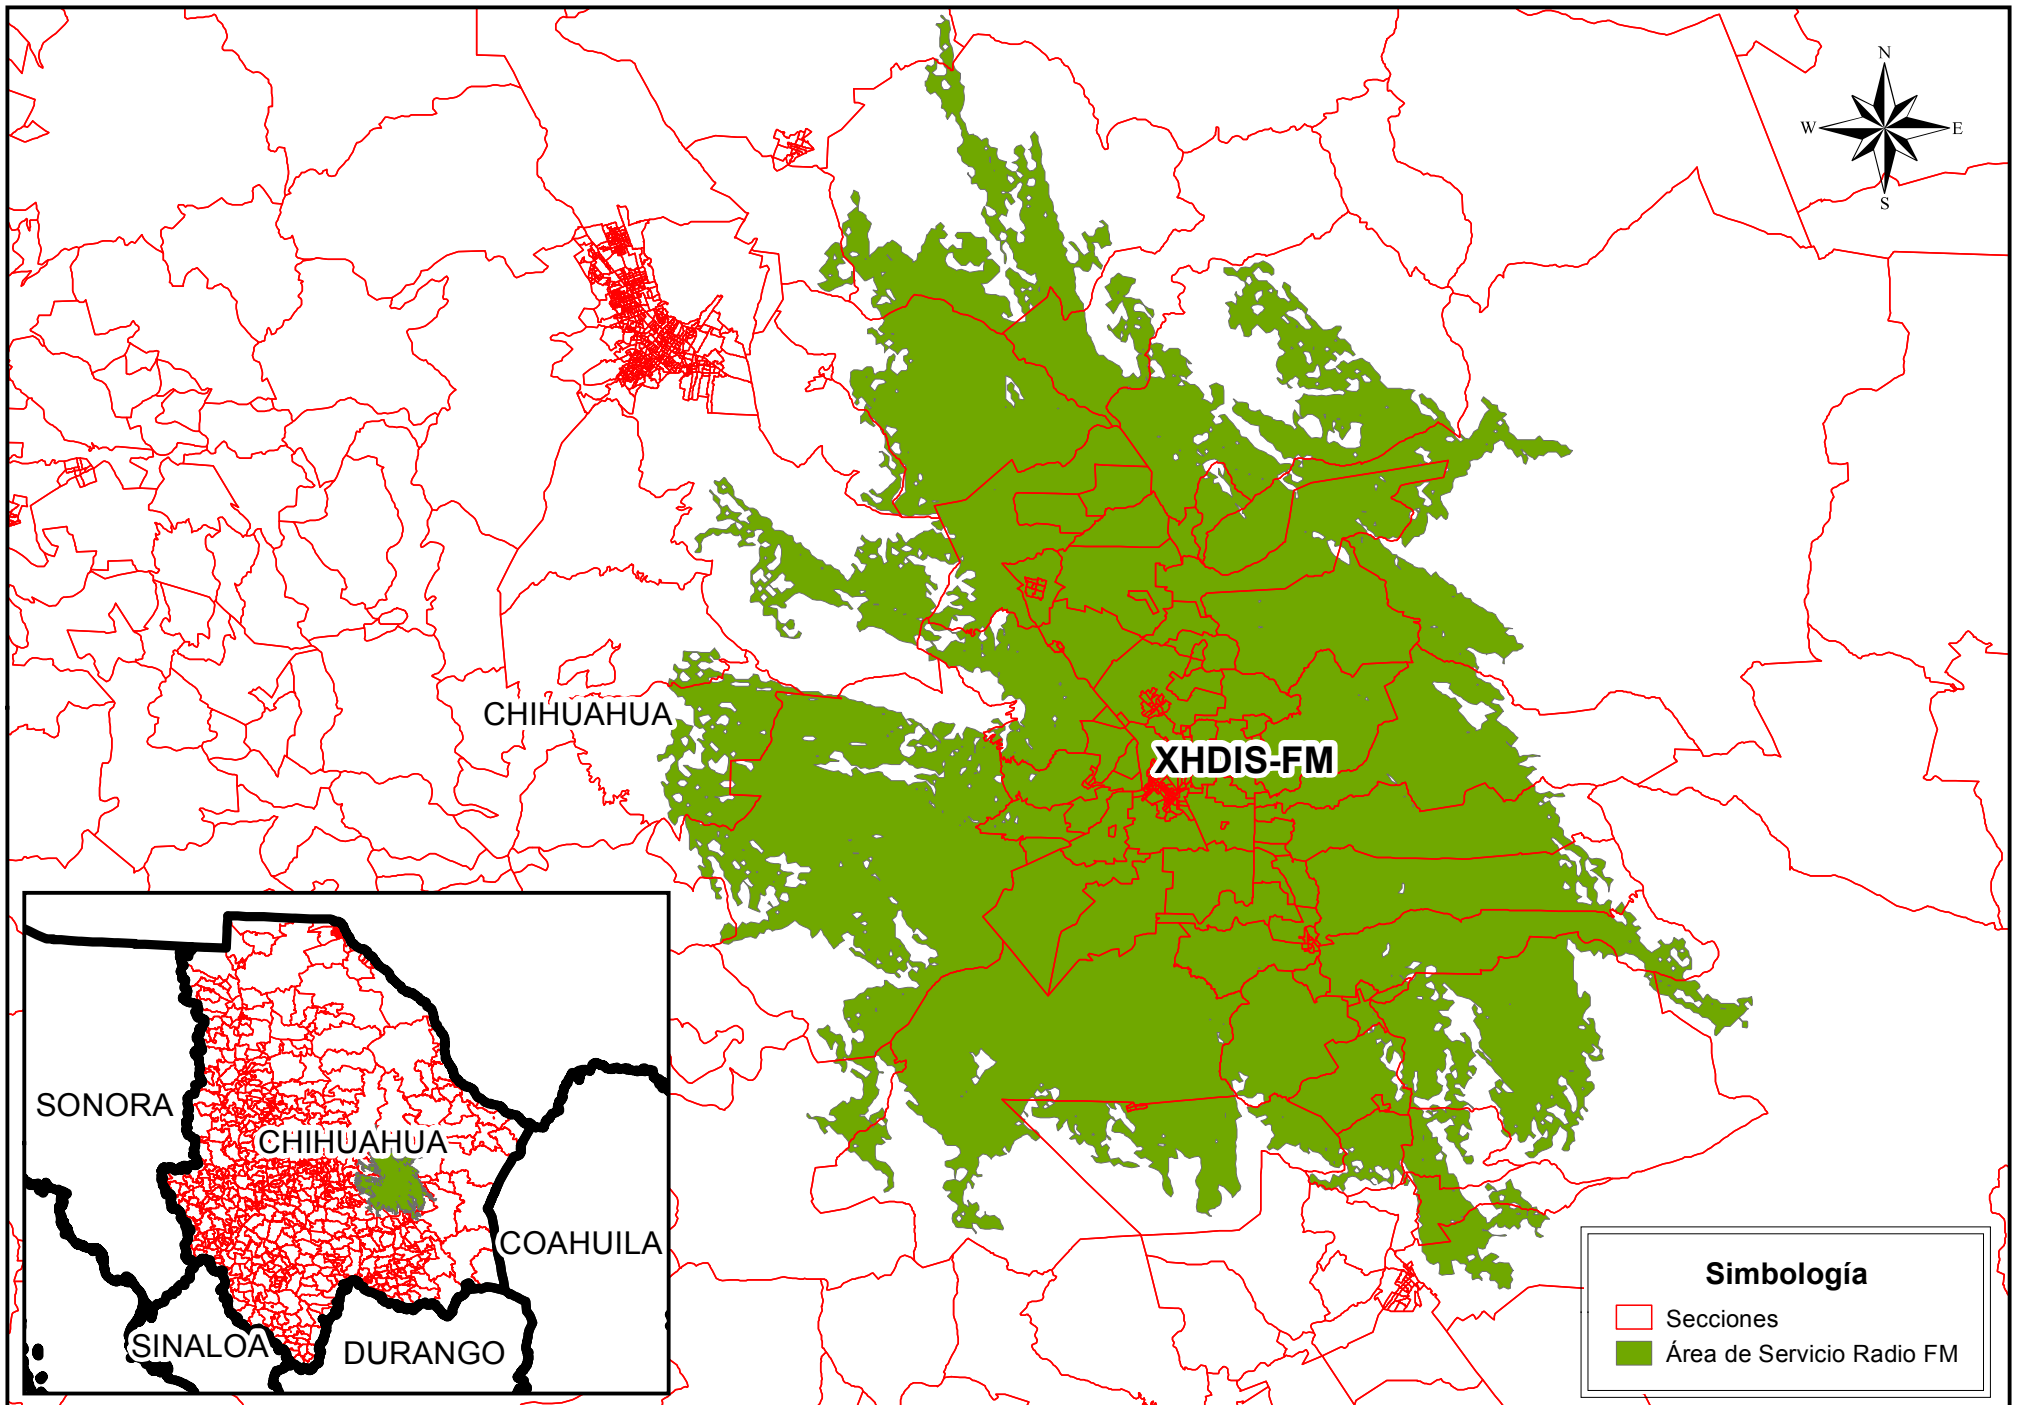 N
W E
S
CHIHUAHUA
XHDIS-FM
SONORA
CHIHUAHUA
COAHUILA
SINALOA
DURANGO
Simbología
Secciones
Área de Servicio Radio FM